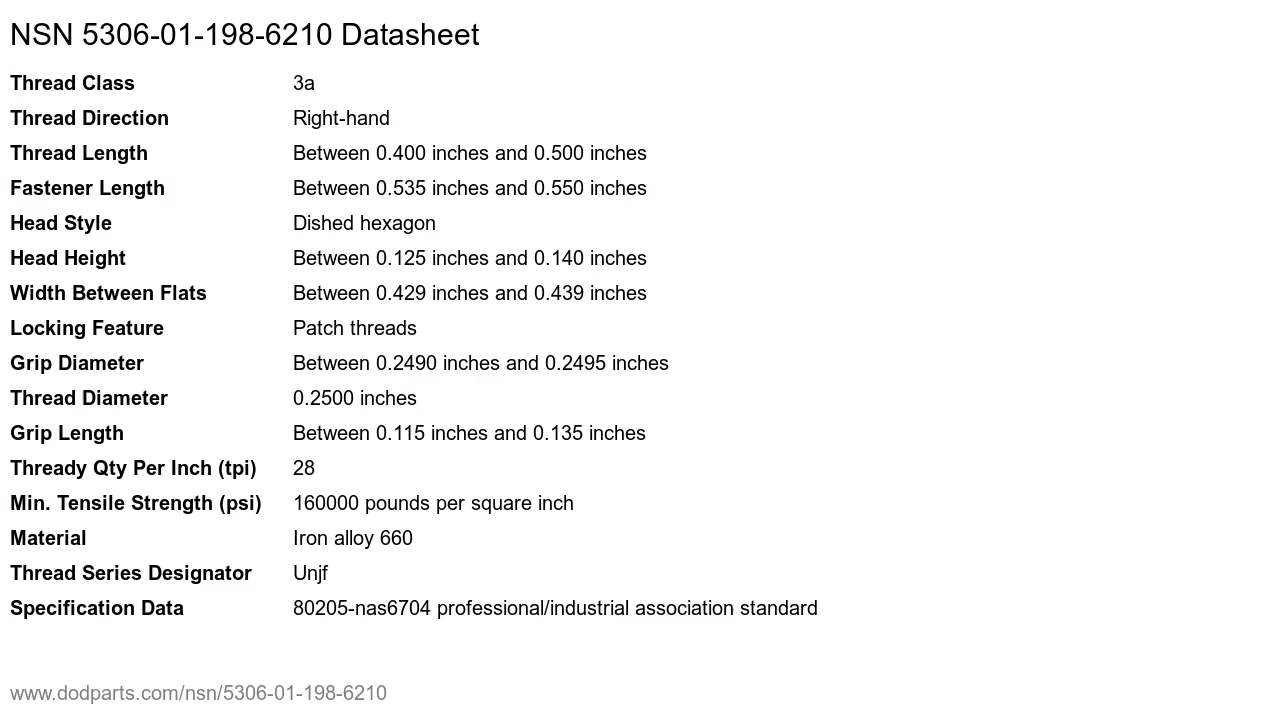 NSN 5306-01-198-6210 Datasheet
Thread Class 3a
Thread Direction Right-hand
Thread Length Between 0.400 inches and 0.500 inches
Fastener Length Between 0.535 inches and 0.550 inches
Head Style Dished hexagon
Head Height Between 0.125 inches and 0.140 inches
Width Between Flats Between 0.429 inches and 0.439 inches
Locking Feature Patch threads
Grip Diameter Between 0.2490 inches and 0.2495 inches
Thread Diameter 0.2500 inches
Grip Length Between 0.115 inches and 0.135 inches
Thready Qty Per Inch (tpi) 28
Min. Tensile Strength (psi) 160000 pounds per square inch
Material Iron alloy 660
Thread Series Designator Unjf
Specification Data 80205-nas6704 professional/industrial association standard
www.dodparts.com/nsn/5306-01-198-6210